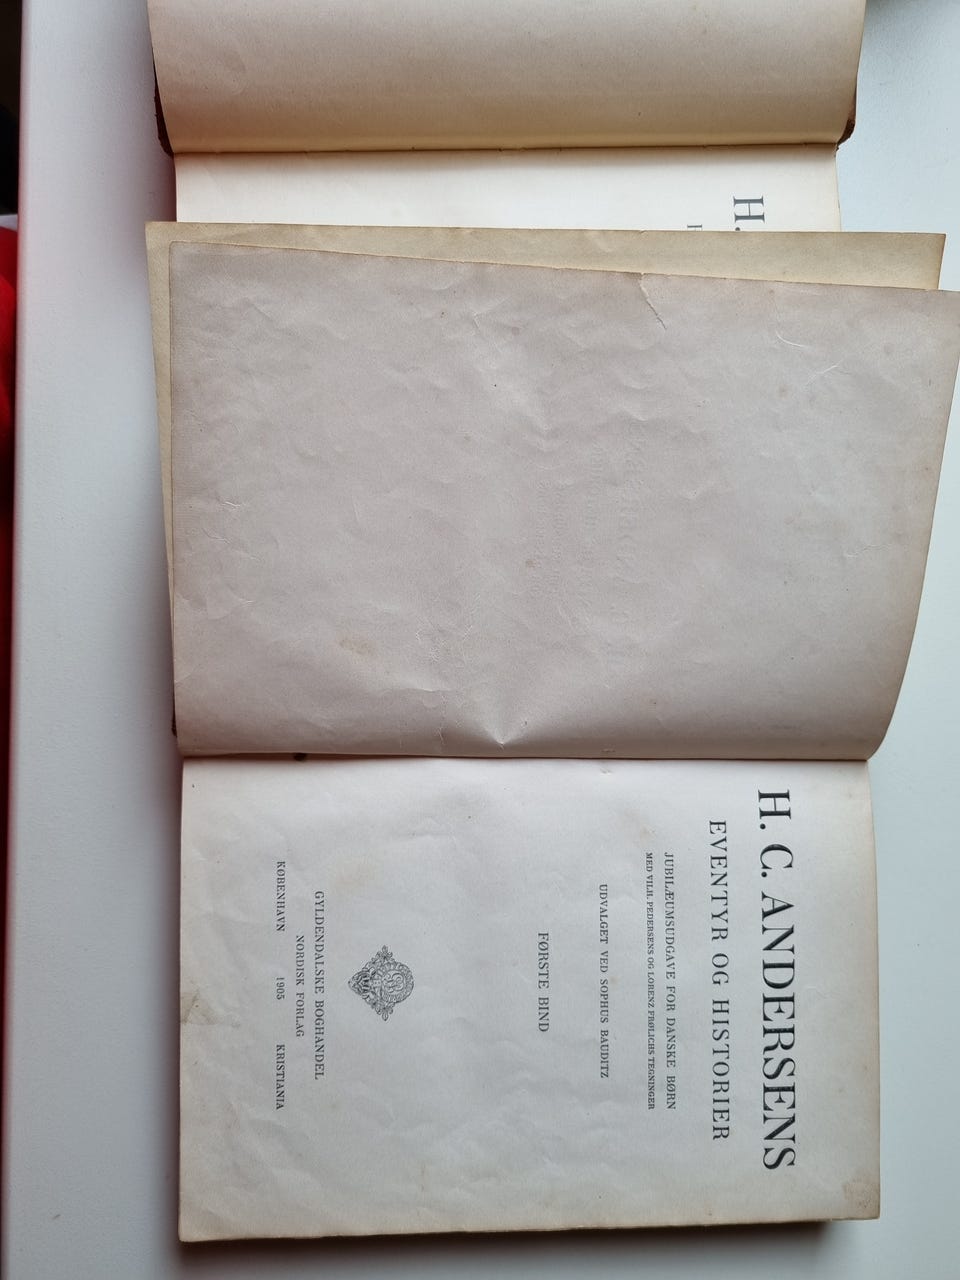 H. C. ANDERSENS
EVENTYR OG HISTORIER
JUBILÆUMSUDGAVE FOR DANSKE BØRN
MED VILH. PEDERSENS OG LORENZ FRØLICHS TEGNINGER
UDVALGET VED SOPHUS BAUDITZ
FØRSTE BIND
GYLDENDALSKE BOGHANDEL
NORDISK FORLAG
KØBENHAVN 1905 KRISTIANIA
H.